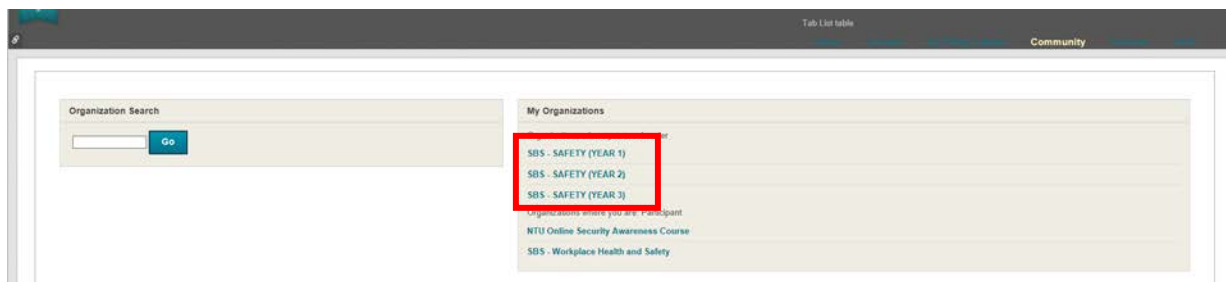 Tab List table
Community
Organization Search
Go
My Organizations
SBS - SAFETY (YEAR 1)
SBS - SAFETY (YEAR 2)
SBS - SAFETY (YEAR 3)
Organizations where you are: Participant
NTU Online Security Awareness Course
SBS - Workplace Health and Safety